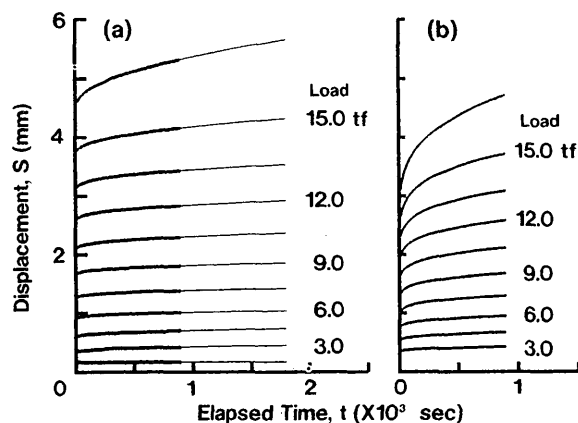 (a)
(b)
6
4
2
0
Displacement, S (mm)
Load
15.0 tf
12.0
9.0
6.0
3.0
Load
15.0 tf
12.0
9.0
6.0
3.0
0 1 2
0 1
Elapsed Time, t (X10³ sec)